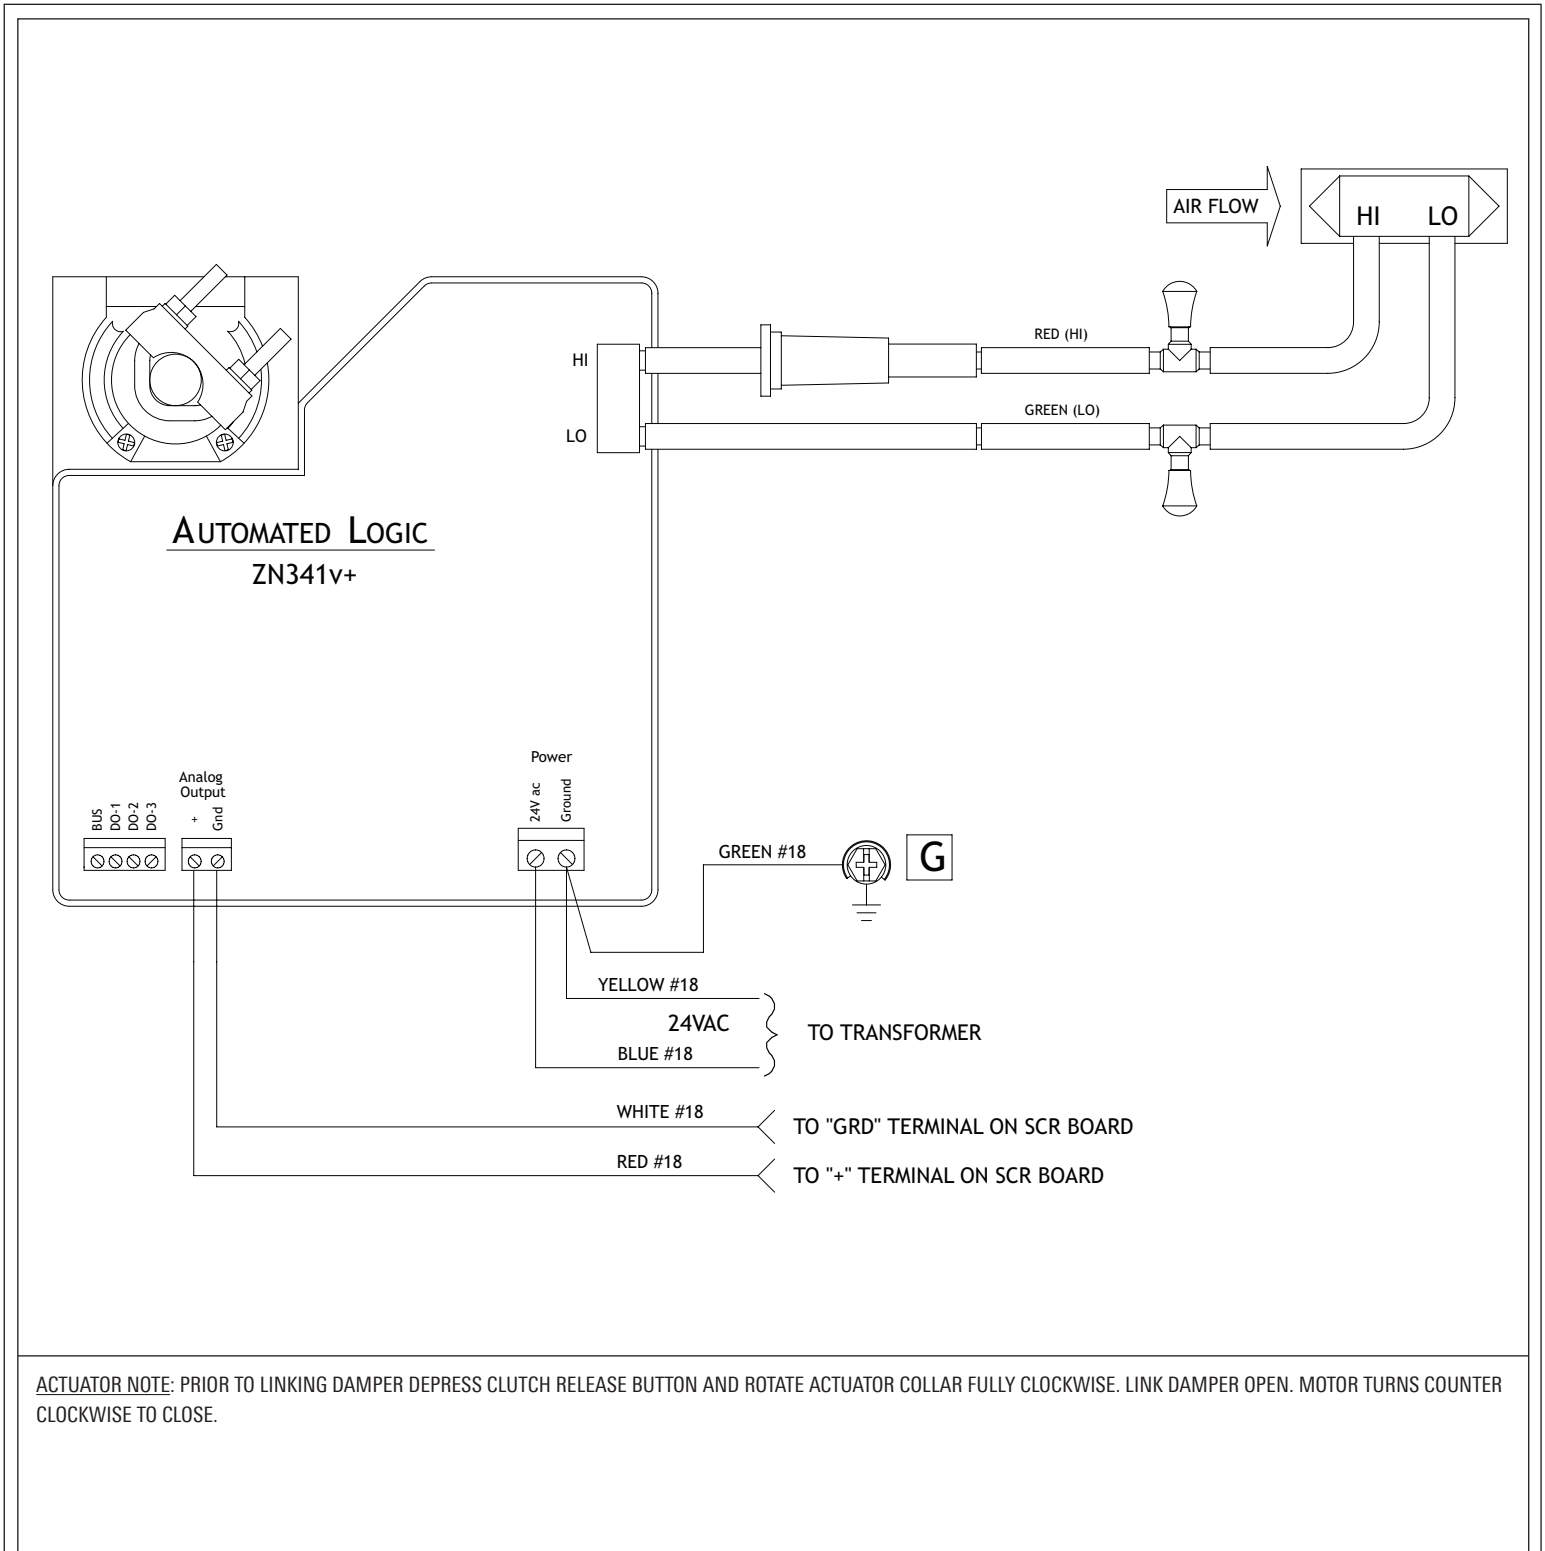 AIR FLOW
HI LO
RED (HI)
HI
GREEN (LO)
LO
AUTOMATED LOGIC
ZN341v+
Power
24V ac
Ground
Analog
Output
+
Gnd
BUS
DO-1
DO-2
DO-3
GREEN #18
G
YELLOW #18
24VAC
TO TRANSFORMER
BLUE #18
WHITE #18
TO "GRD" TERMINAL ON SCR BOARD
RED #18
TO "+" TERMINAL ON SCR BOARD
ACTUATOR NOTE: PRIOR TO LINKING DAMPER DEPRESS CLUTCH RELEASE BUTTON AND ROTATE ACTUATOR COLLAR FULLY CLOCKWISE. LINK DAMPER OPEN. MOTOR TURNS COUNTER
CLOCKWISE TO CLOSE.